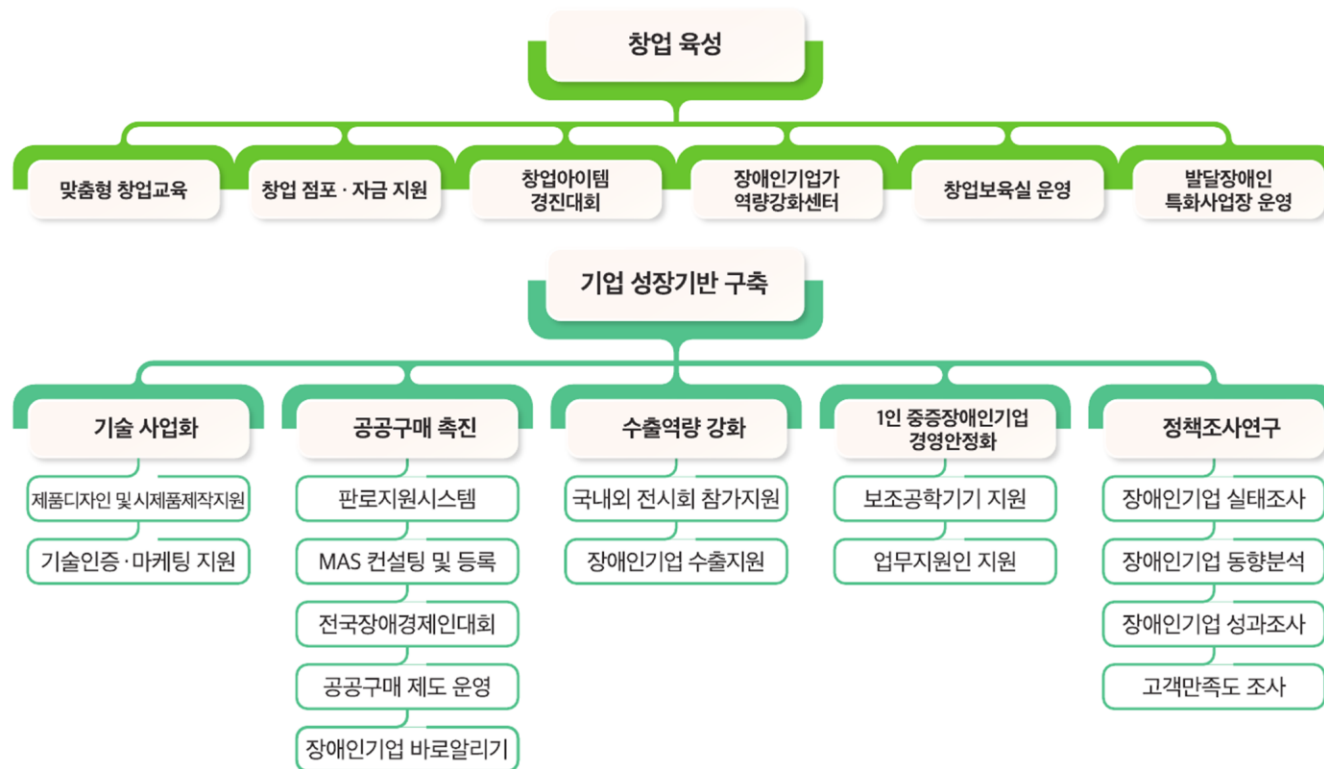 창업 육성
맞춤형 창업교육
창업 점포 · 자금 지원
창업아이템
경진대회
장애인기업가
역량강화센터
창업보육실 운영
발달장애인
특화사업장 운영
기업 성장기반 구축
기술 사업화
제품디자인 및 시제품제작지원
기술인증 · 마케팅 지원
공공구매 촉진
판로지원시스템
MAS 컨설팅 및 등록
전국장애경제인대회
공공구매 제도 운영
장애인기업 바로알리기
수출역량 강화
국내외 전시회 참가지원
장애인기업 수출지원
1인 중증장애인기업
경영안정화
보조공학기기 지원
업무지원인 지원
정책조사연구
장애인기업 실태조사
장애인기업 동향분석
장애인기업 성과조사
고객만족도 조사